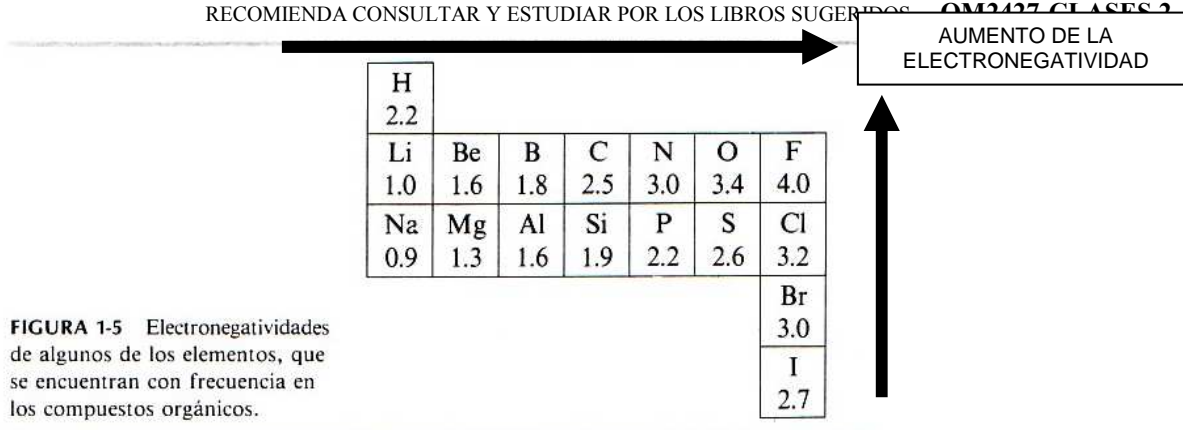 RECOMIENDA CONSULTAR Y ESTUDIAR POR LOS LIBROS SUGERIDOS QM2427 CLASES 2
AUMENTO DE LA
ELECTRONEGATIVIDAD
H
2.2
Li Be B C N O F
1.0 1.6 1.8 2.5 3.0 3.4 4.0
Na Mg Al Si P S Cl
0.9 1.3 1.6 1.9 2.2 2.6 3.2
Br
3.0
I
2.7
FIGURA 1-5 Electronegatividades
de algunos de los elementos, que
se encuentran con frecuencia en
los compuestos orgánicos.